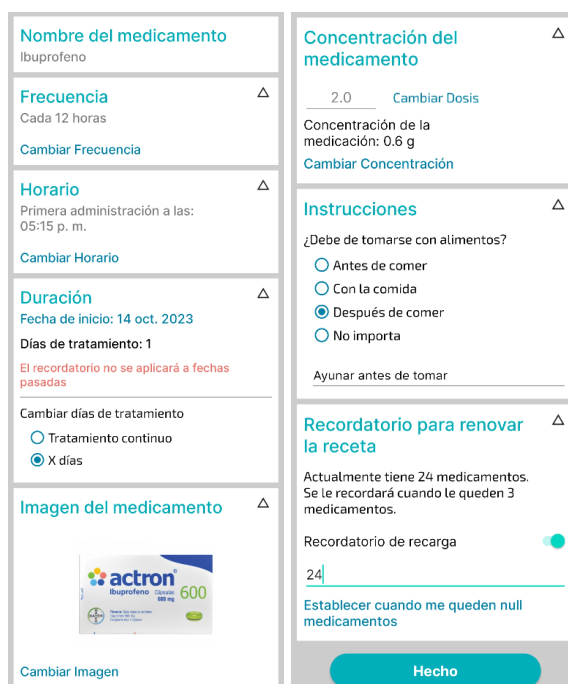 Nombre del medicamento
Ibuprofeno
Frecuencia
Cada 12 horas
Cambiar Frecuencia
Horario
Primera administración a las:
05:15 p. m.
Cambiar Horario
Duración
Fecha de inicio: 14 oct. 2023
Días de tratamiento: 1
El recordatorio no se aplicará a fechas
pasadas
Cambiar días de tratamiento
Tratamiento continuo
X días
Imagen del medicamento
actron
600
Ibuprofeno Cápsulas
600 mg
Cambiar Imagen
Concentración del
medicamento
2.0 Cambiar Dosis
Concentración de la
medicación: 0.6 g
Cambiar Concentración
Instrucciones
¿Debe de tomarse con alimentos?
Antes de comer
Con la comida
Después de comer
No importa
Ayunar antes de tomar
Recordatorio para renovar
la receta
Actualmente tiene 24 medicamentos.
Se le recordará cuando le queden 3
medicamentos.
Recordatorio de recarga
24
Establecer cuando me queden null
medicamentos
Hecho